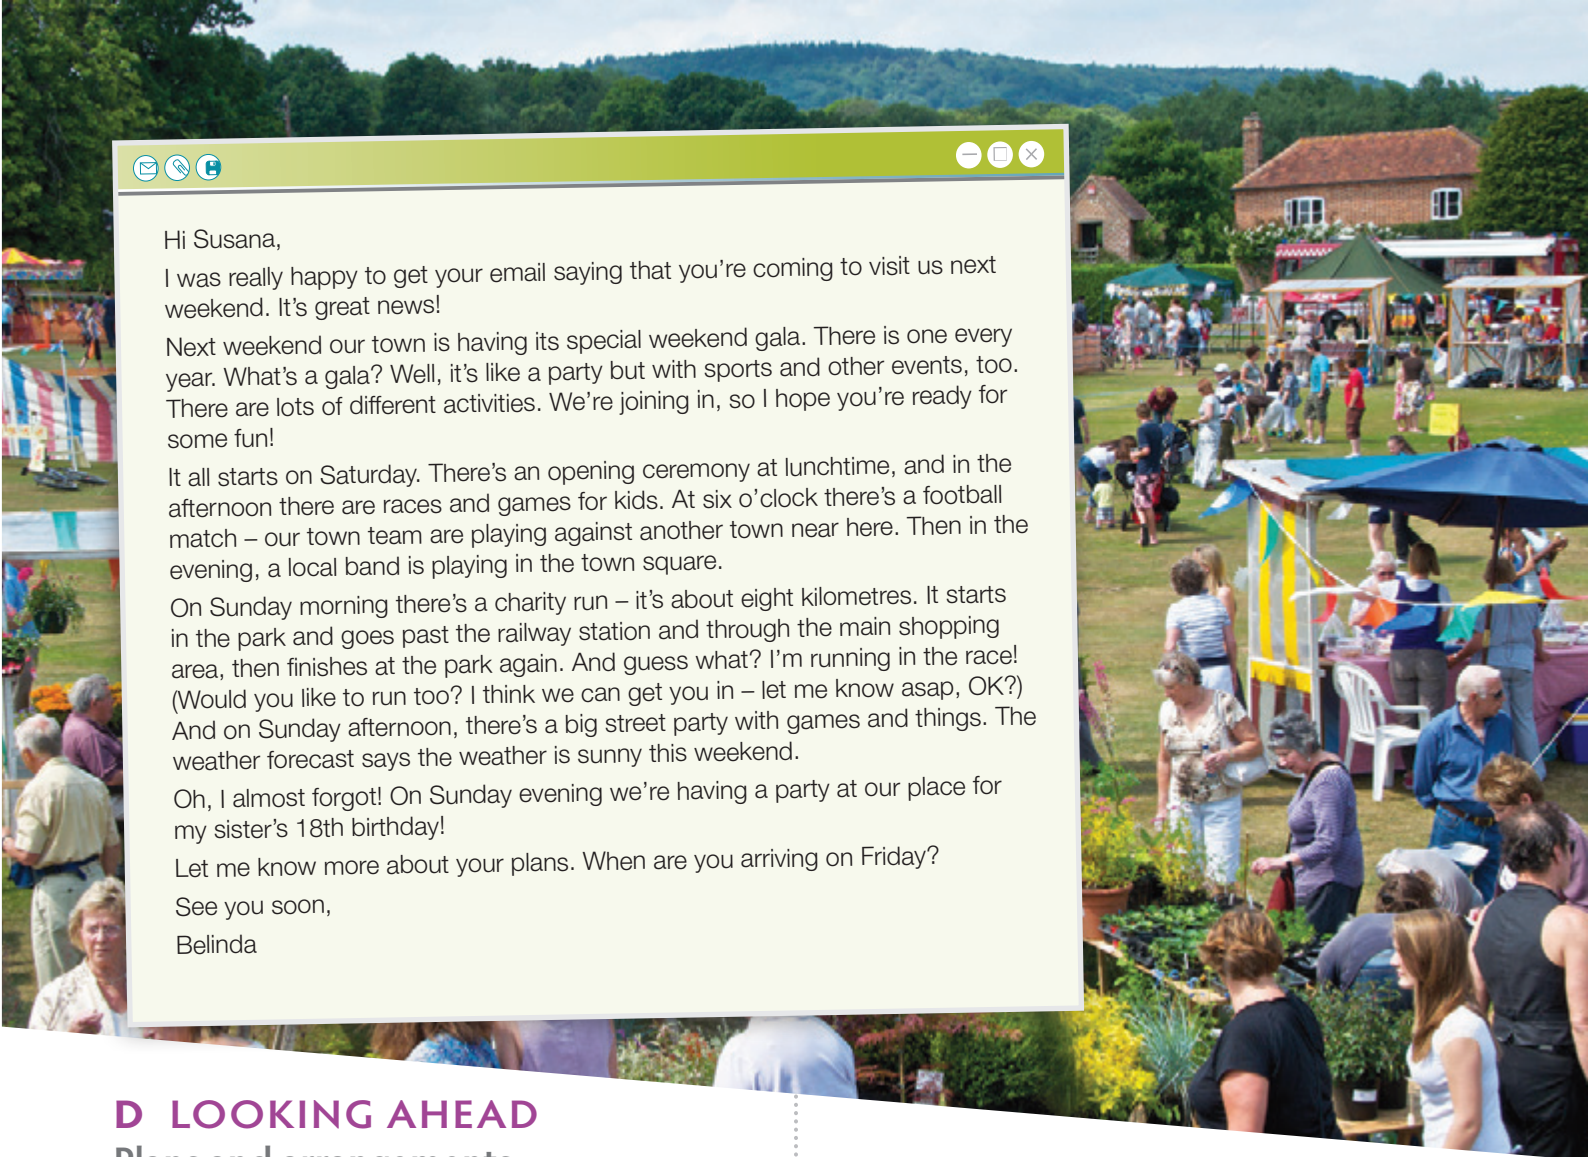 Hi Susana,
I was really happy to get your email saying that you're coming to visit us next
weekend. It's great news!
Next weekend our town is having its special weekend gala. There is one every
year. What's a gala? Well, it's like a party but with sports and other events, too.
There are lots of different activities. We're joining in, so I hope you're ready for
some fun!
It all starts on Saturday. There's an opening ceremony at lunchtime, and in the
afternoon there are races and games for kids. At six o'clock there's a football
match – our town team are playing against another town near here. Then in the
evening, a local band is playing in the town square.
On Sunday morning there's a charity run – it's about eight kilometres. It starts
in the park and goes past the railway station and through the main shopping
area, then finishes at the park again. And guess what? I'm running in the race!
(Would you like to run too? I think we can get you in – let me know asap, OK?)
And on Sunday afternoon, there's a big street party with games and things. The
weather forecast says the weather is sunny this weekend.
Oh, I almost forgot! On Sunday evening we're having a party at our place for
my sister's 18th birthday!
Let me know more about your plans. When are you arriving on Friday?
See you soon,
Belinda
D LOOKING AHEAD
Plans and arrangements